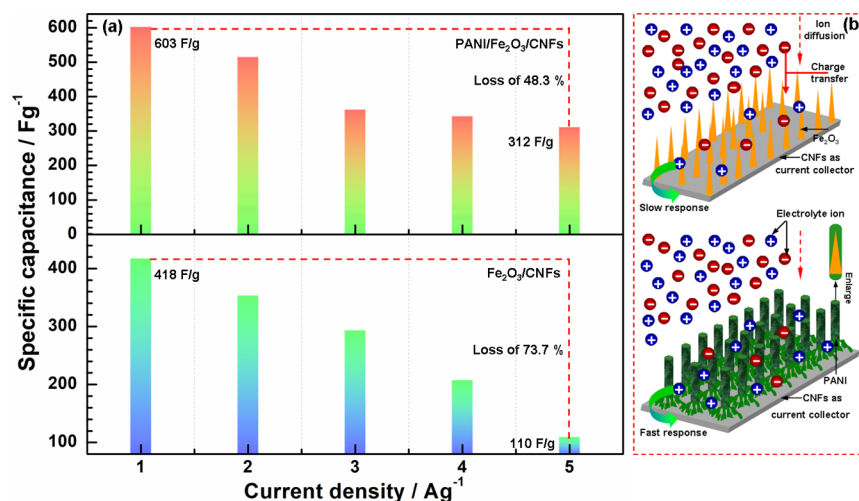 (a)
603 F/g
PANI/Fe₂O₃/CNFs
Loss of 48.3 %
312 F/g
700
600
500
400
300
200
100
0
418 F/g
Fe₂O₃/CNFs
Loss of 73.7 %
110 F/g
400
300
200
100
1 2 3 4 5
Specific capacitance / Fg⁻¹
Current density / Ag⁻¹
(b)
Ion
diffusion
Charge
transfer
Fe₂O₃
CNFs as
current collector
Slow response
Electrolyte ion
Enlarge
PANI
CNFs as
current collector
Fast response